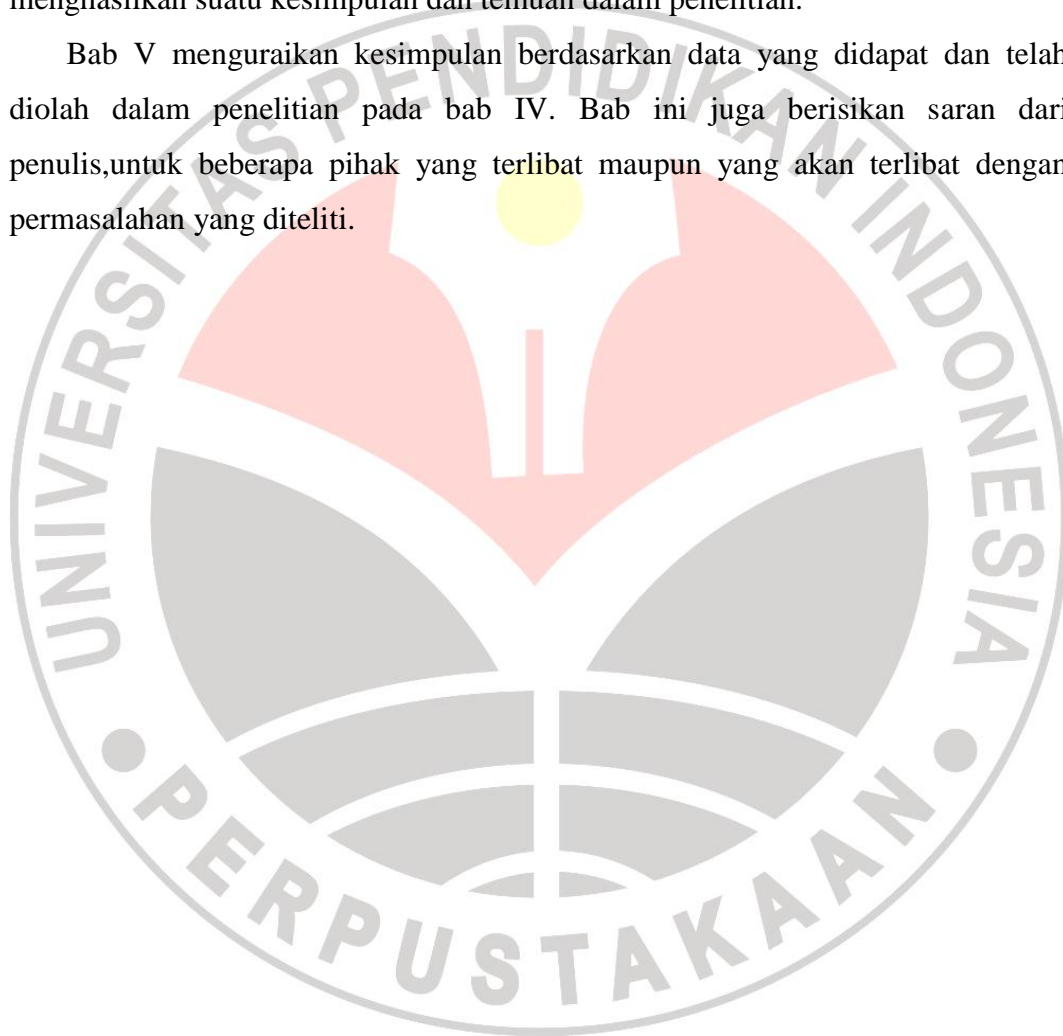 menghasilkan suatu kesimpulan dan temuan dalam penelitian.
Bab V menguraikan kesimpulan berdasarkan data yang didapat dan telah
diolah dalam penelitian pada bab IV. Bab ini juga berisikan saran dari
penulis,untuk beberapa pihak yang terlibat maupun yang akan terlibat dengan
permasalahan yang diteliti.
UNIVERSITAS PENDIDIKAN INDONESIA
PERPUSTAKAAN